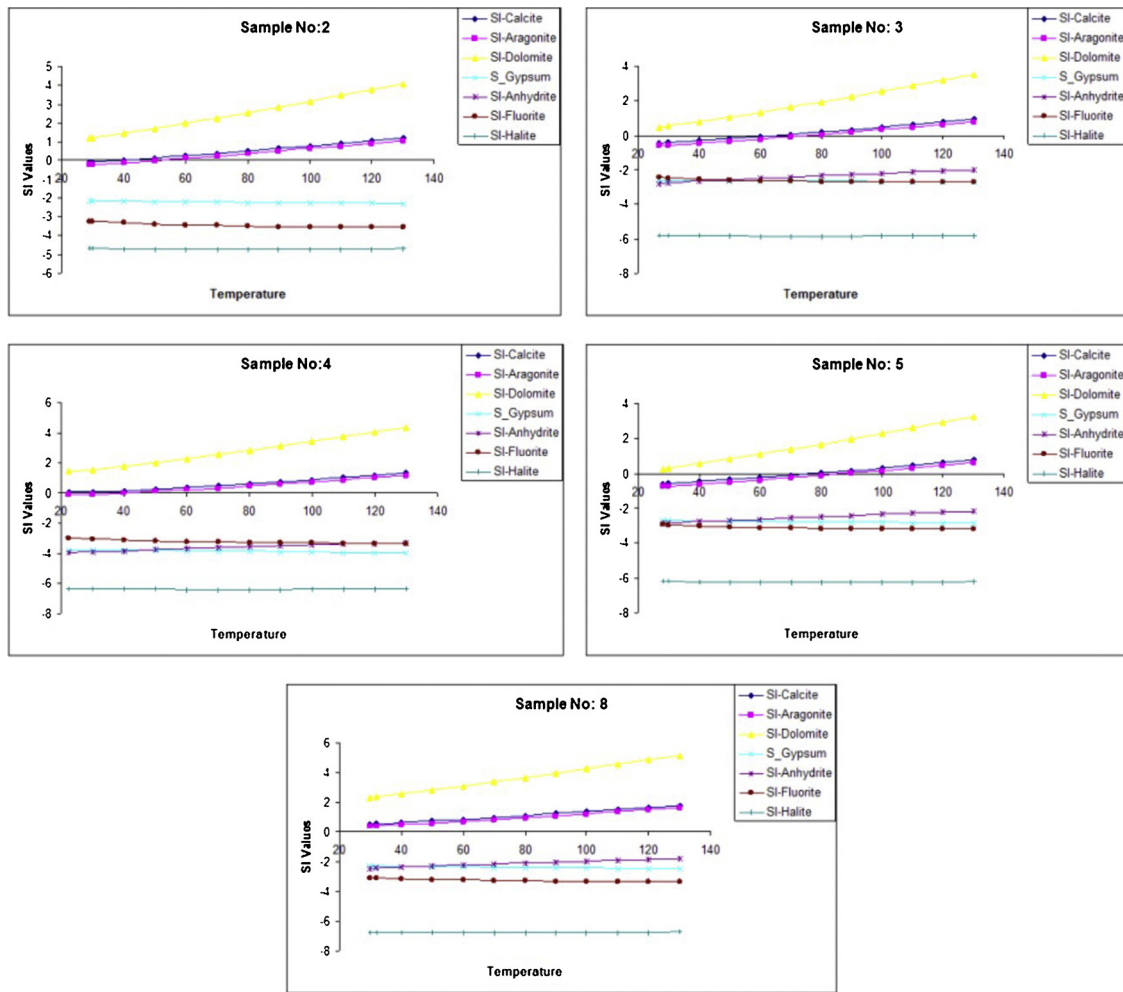 Sample No:2
SI-Calcite
SI-Aragonite
SI-Dolomite
S_Gypsum
SI-Anhydrite
SI-Fluorite
SI-Halite
5
4
3
2
1
0
-1
-2
-3
-4
-5
-6
20 40 60 80 100 120 140
SI Values
Temperature
Sample No: 3
SI-Calcite
SI-Aragonite
SI-Dolomite
S_Gypsum
SI-Anhydrite
SI-Fluorite
SI-Halite
4
2
0
-2
-4
-6
-8
20 40 60 80 100 120 140
SI Values
Temperature
Sample No:4
SI-Calcite
SI-Aragonite
SI-Dolomite
S_Gypsum
SI-Anhydrite
SI-Fluorite
SI-Halite
6
4
2
0
-2
-4
-6
-8
20 40 60 80 100 120 140
SI Values
Temperature
Sample No: 5
SI-Calcite
SI-Aragonite
SI-Dolomite
S_Gypsum
SI-Anhydrite
SI-Fluorite
SI-Halite
4
2
0
-2
-4
-6
-8
20 40 60 80 100 120 140
SI Values
Temperature
Sample No: 8
SI-Calcite
SI-Aragonite
SI-Dolomite
S_Gypsum
SI-Anhydrite
SI-Fluorite
SI-Halite
6
4
2
0
-2
-4
-6
-8
20 40 60 80 100 120 140
SI Values
Temperature